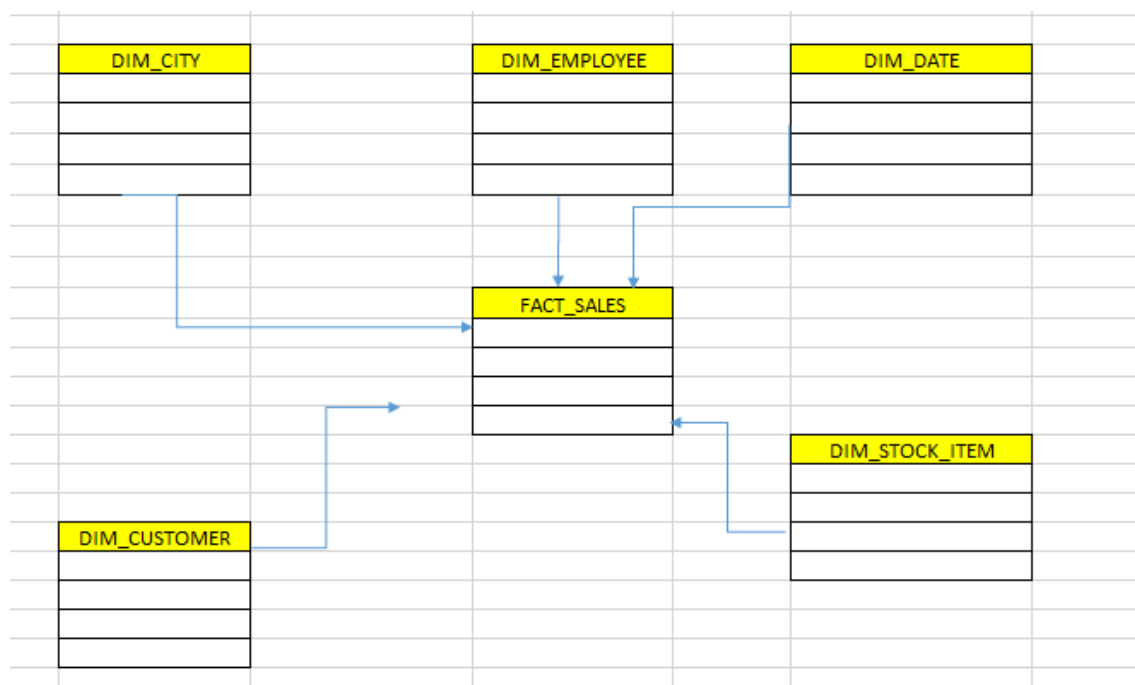 DIM_CITY
DIM_EMPLOYEE
DIM_DATE
FACT_SALES
DIM_STOCK_ITEM
DIM_CUSTOMER